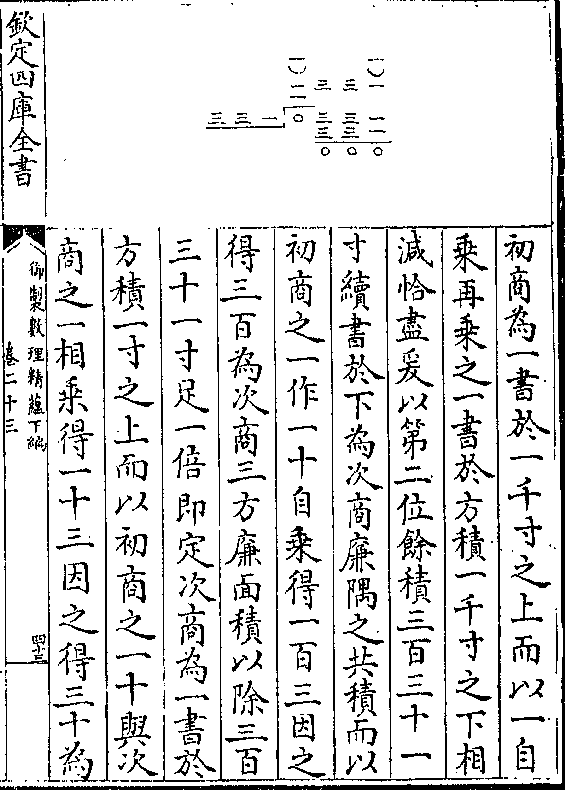 欽定四庫全書
一　　一
一三三一
一
三三一　〇三三一
三三一
〇〇〇
初商為一書於一千寸之上而以一自
乘再乘之一書於方積一千寸之下相
減恰盡爰以第二位餘積三百三十一
寸續書於下為次商廉隅之共積而以
初商之一作一十自乘得一百三因之
得三百為次商三方廉面積以除三百
三十一寸足一倍即定次商為一書於
方積一寸之上而以初商之一十與次
商之一相乘得一十三因之得三十為
御製數理精蘊下編
卷二十三
四十三